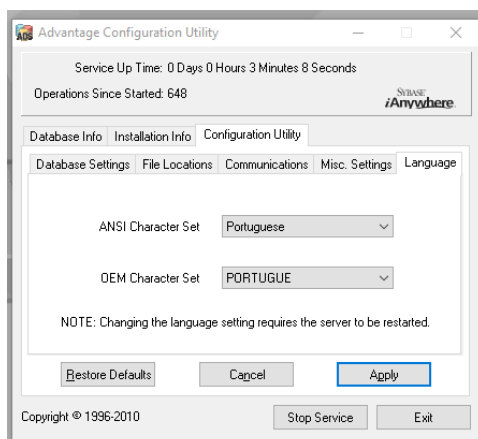 Advantage Configuration Utility
Service Up Time: 0 Days 0 Hours 3 Minutes 8 Seconds
Operations Since Started: 648
SYBASE
iAnywhere.
Database Info Installation Info Configuration Utility
Database Settings File Locations Communications Misc. Settings Language
ANSI Character Set Portuguese
OEM Character Set PORTUGUE
NOTE: Changing the language setting requires the server to be restarted.
Restore Defaults Cancel Apply
Copyright © 1996-2010 Stop Service Exit